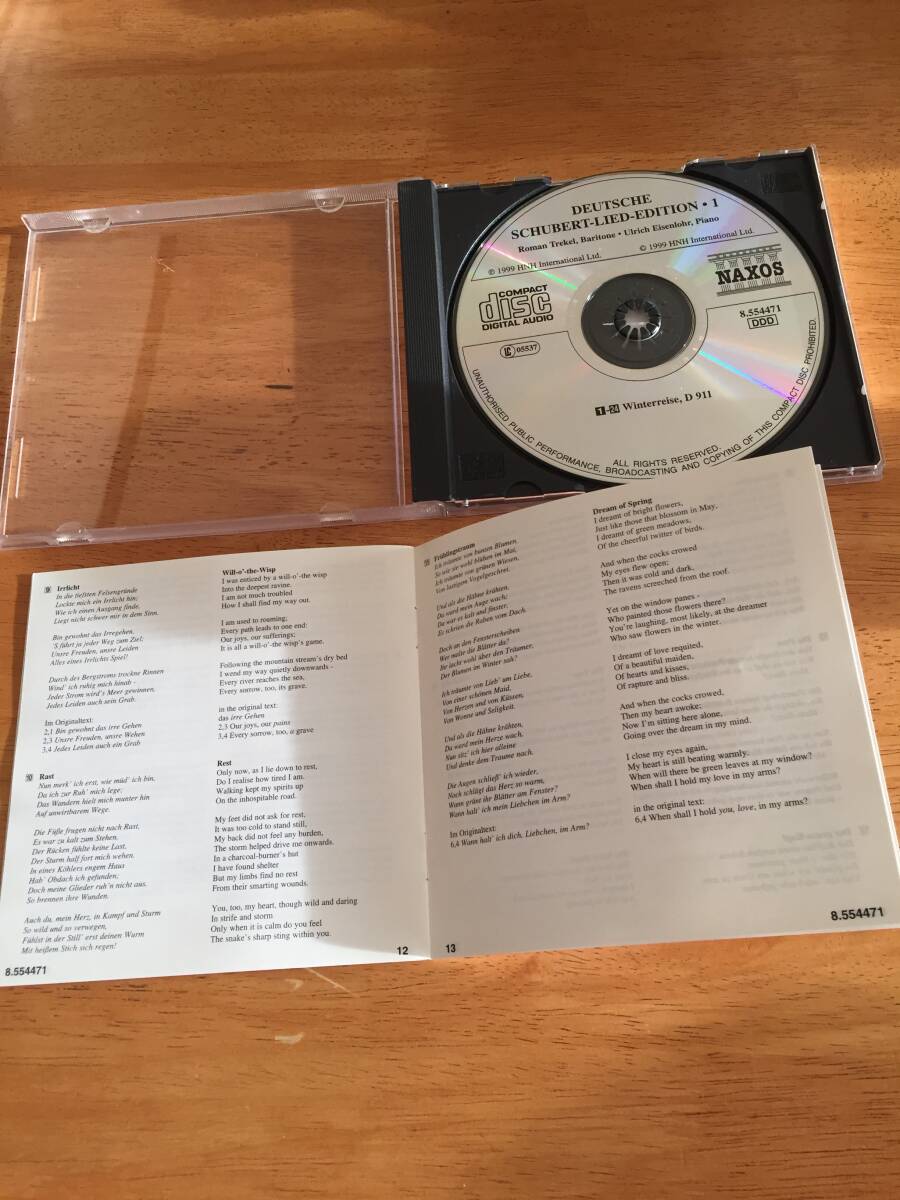 DEUTSCHE
SCHUBERT-LIED-EDITION • 1
Roman Trekel, Baritone • Ulrich Eisenlohr, Piano
℗ 1999 HNH International Ltd.
© 1999 HNH International Ltd.
COMPACT
disc
DIGITAL AUDIO
NAXOS
8.554471
DDD
LC 05537
1-24 Winterreise, D 911
ALL RIGHTS RESERVED.
UNAUTHORISED PUBLIC PERFORMANCE, BROADCASTING AND COPYING OF THIS COMPACT DISC PROHIBITED.
9 Irrlicht
In die tiefsten Felsengründe
Lockte mich ein Irrlicht hin;
Wie ich einen Ausgang finde,
Liegt nicht schwer mir in dem Sinn.
Bin gewohnt das Irregehen,
'S führt ja jeder Weg zum Ziel;
Unsre Freuden, unsre Leiden
Alles eines Irrlichts Spiel!
Durch des Bergstroms trockne Rinnen
Wind' ich ruhig mich hinab -
Jeder Strom wird's Meer gewinnen,
Jedes Leiden auch sein Grab.
Im Originaltext:
2,1 Bin gewohnt das irre Gehen
2,3 Unsre Freuden, unsre Wehen
3,4 Jedes Leiden auch ein Grab
10 Rast
Nun merk' ich erst, wie müd' ich bin,
Da ich zur Ruh' mich lege;
Das Wandern hielt mich munter hin
Auf unwirtbarem Wege.
Die Füße frugen nicht nach Rast,
Es war zu kalt zum Stehen,
Der Rücken fühlte keine Last,
Der Sturm half fort mich wehen.
In eines Köhlers engem Haus
Hab' Obdach ich gefunden;
Doch meine Glieder ruh'n nicht aus.
So brennen ihre Wunden.
Auch du, mein Herz, in Kampf und Sturm
So wild und so verwegen,
Fühlst in der Still' erst deinen Wurm
Mit heißem Stich sich regen!
8.554471
Will-o'-the-Wisp
I was enticed by a will-o'-the wisp
Into the deepest ravine.
I am not much troubled
How I shall find my way out.
I am used to roaming;
Every path leads to one end:
Our joys, our sufferings;
It is all a will-o'-the wisp's game.
Following the mountain stream's dry bed
I wend my way quietly downwards -
Every river reaches the sea,
Every sorrow, too, its grave.
in the original text:
das irre Gehen
2,3 Our joys, our pains
3,4 Every sorrow, too, a grave
Rest
Only now, as I lie down to rest,
Do I realise how tired I am.
Walking kept my spirits up
On the inhospitable road.
My feet did not ask for rest,
It was too cold to stand still,
My back did not feel any burden,
The storm helped drive me onwards.
In a charcoal-burner's hut
I have found shelter
But my limbs find no rest
From their smarting wounds.
You, too, my heart, though wild and daring
In strife and storm
Only when it is calm do you feel
The snake's sharp sting within you.
12
11 Frühlingstraum
Ich träumte von bunten Blumen,
So wie sie wohl blühen im Mai,
Ich träumte von grünen Wiesen,
Von lustigem Vogelgeschrei.
Und als die Hähne krähten,
Da ward mein Auge wach;
Da war es kalt und finster,
Es schrien die Raben vom Dach.
Doch an den Fensterscheiben
Wer malte die Blätter da? -
Ihr lacht wohl über den Träumer,
Der Blumen im Winter sah?
Ich träumte von Lieb' um Liebe,
Von einer schönen Maid,
Von Herzen und von Küssen,
Von Wonne und Seligkeit.
Und als die Hähne krähten,
Da ward mein Herze wach,
Nun sitz' ich hier alleine
Und denke dem Traume nach.
Die Augen schließ' ich wieder,
Noch schlägt das Herz so warm,
Wann grünt ihr Blätter am Fenster?
Wann halt' ich mein Liebchen im Arm?
Im Originaltext:
6,4 Wann halt' ich dich, Liebchen, im Arm?
13
Dream of Spring
I dreamt of bright flowers,
Just like those that blossom in May,
I dreamt of green meadows,
Of the cheerful twitter of birds.
And when the cocks crowed
My eyes flew open;
Then it was cold and dark,
The ravens screeched from the roof.
Yet on the window panes -
Who painted those flowers there?
You're laughing, most likely, at the dreamer
Who saw flowers in the winter.
I dreamt of love requited,
Of a beautiful maiden,
Of hearts and kisses,
Of rapture and bliss.
And when the cocks crowed,
Then my heart awoke;
Now I'm sitting here alone,
Going over the dream in my mind.
I close my eyes again,
My heart is still beating warmly.
When will there be green leaves at my window?
When shall I hold my love in my arms?
in the original text:
6,4 When shall I hold you, love, in my arms?
8.554471